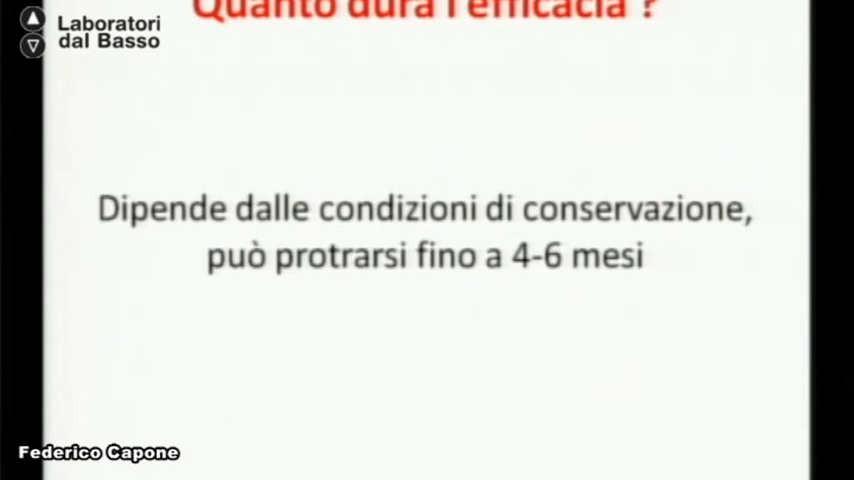 Quanto dura l'efficacia ?
Laboratori
dal Basso
Dipende dalle condizioni di conservazione,
può protrarsi fino a 4-6 mesi
Federico Capone